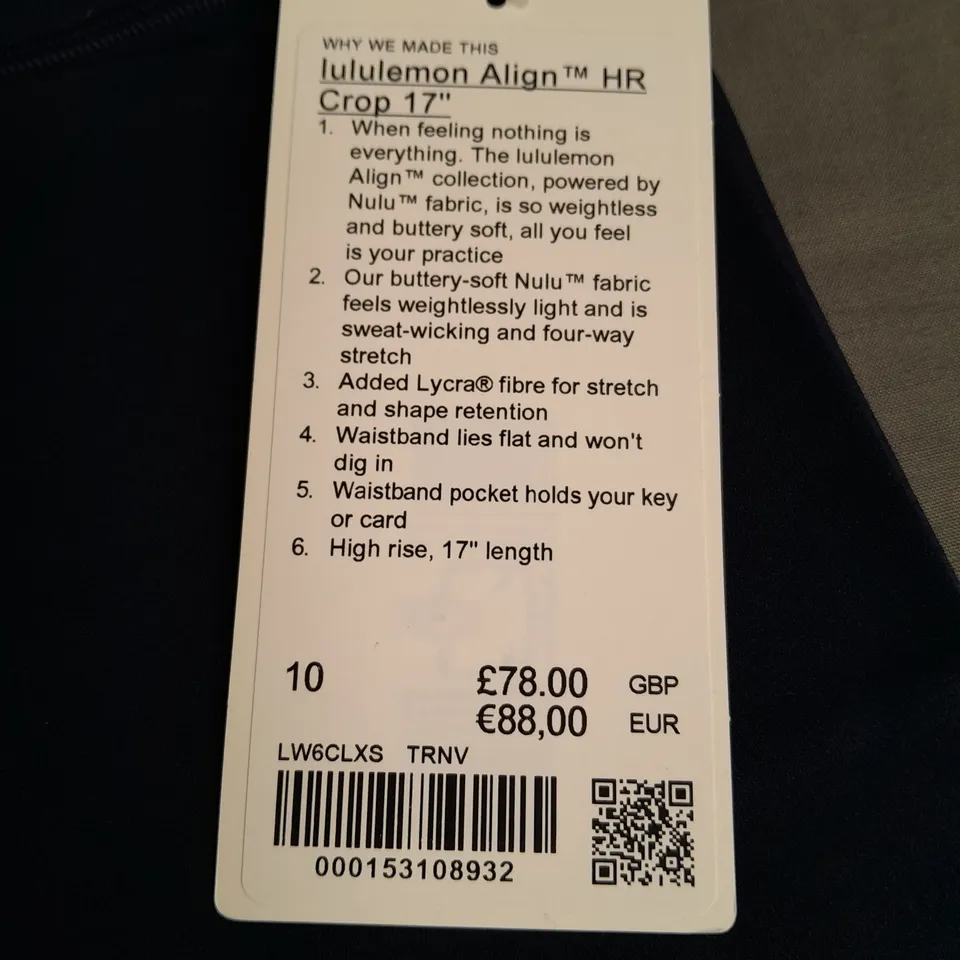 WHY WE MADE THIS
lululemon Align™ HR
Crop 17"
1. When feeling nothing is
everything. The lululemon
Align™ collection, powered by
Nulu™ fabric, is so weightless
and buttery soft, all you feel
is your practice
2. Our buttery-soft Nulu™ fabric
feels weightlessly light and is
sweat-wicking and four-way
stretch
3. Added Lycra® fibre for stretch
and shape retention
4. Waistband lies flat and won't
dig in
5. Waistband pocket holds your key
or card
6. High rise, 17" length
10 £78.00 GBP
€88,00 EUR
LW6CLXS TRNV
000153108932